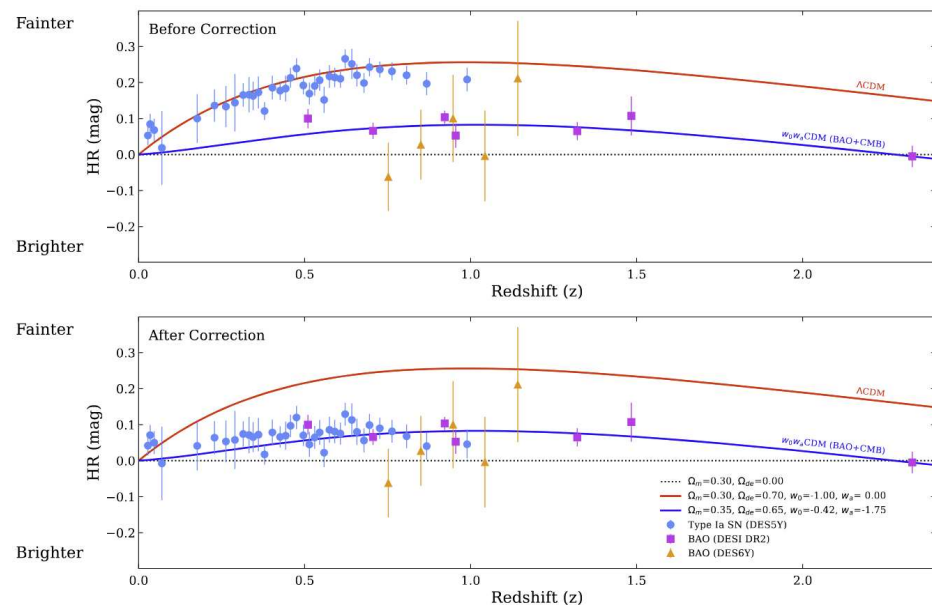 Fainter
Before Correction
0.3
0.2
0.1
0.0
−0.1
−0.2
HR (mag)
ΛCDM
w₀wₐCDM (BAO+CMB)
Brighter
0.0
0.5
1.0
1.5
2.0
Redshift (z)
Fainter
After Correction
0.3
0.2
0.1
0.0
−0.1
−0.2
HR (mag)
ΛCDM
w₀wₐCDM (BAO+CMB)
Ωₘ=0.30, Ω_de=0.00
Ωₘ=0.30, Ω_de=0.70, w₀=-1.00, wₐ= 0.00
Ωₘ=0.35, Ω_de=0.65, w₀=-0.42, wₐ=-1.75
Type Ia SN (DES5Y)
BAO (DESI DR2)
BAO (DES6Y)
Brighter
0.0
0.5
1.0
1.5
2.0
Redshift (z)